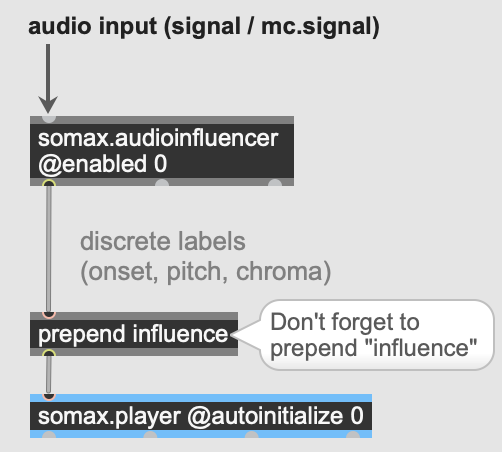 audio input (signal / mc.signal)
somax.audioinfluencer
@enabled 0
discrete labels
(onset, pitch, chroma)
prepend influence
Don't forget to
prepend "influence"
somax.player @autoinitialize 0